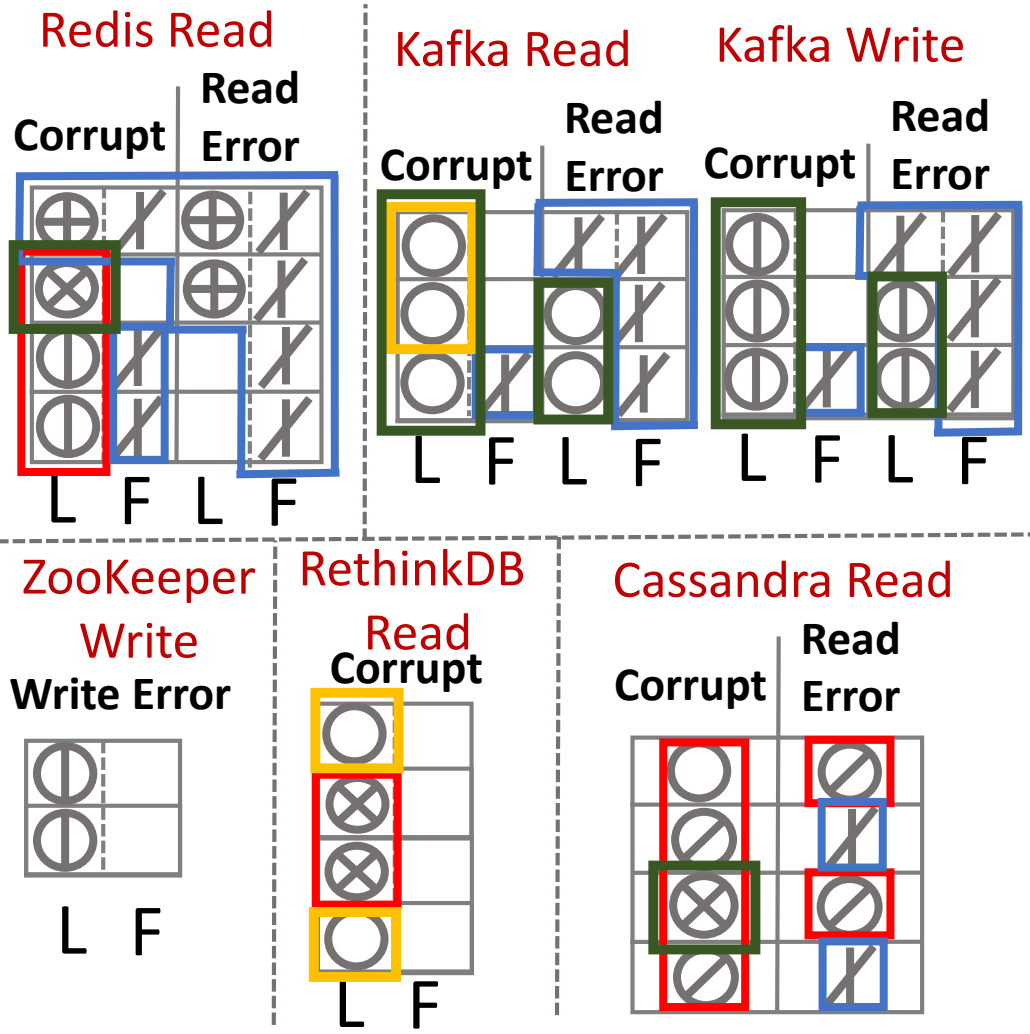 Redis Read
Corrupt
Read
Error
L F L F
Kafka Read
Corrupt
Read
Error
L F L F
Kafka Write
Corrupt
Read
Error
L F L F
ZooKeeper
Write
Write Error
L F
RethinkDB
Read
Corrupt
L F
Cassandra Read
Corrupt
Read
Error